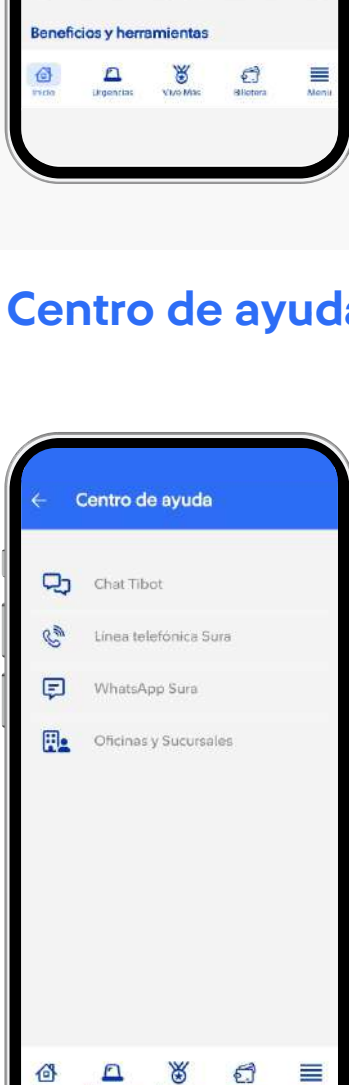 Beneficios y herramientas
Inicio Urgencias Vivo Más Billetera Menú
Centro de ayuda
Centro de ayuda
Chat Tibot
Línea telefónica Sura
WhatsApp Sura
Oficinas y Sucursales